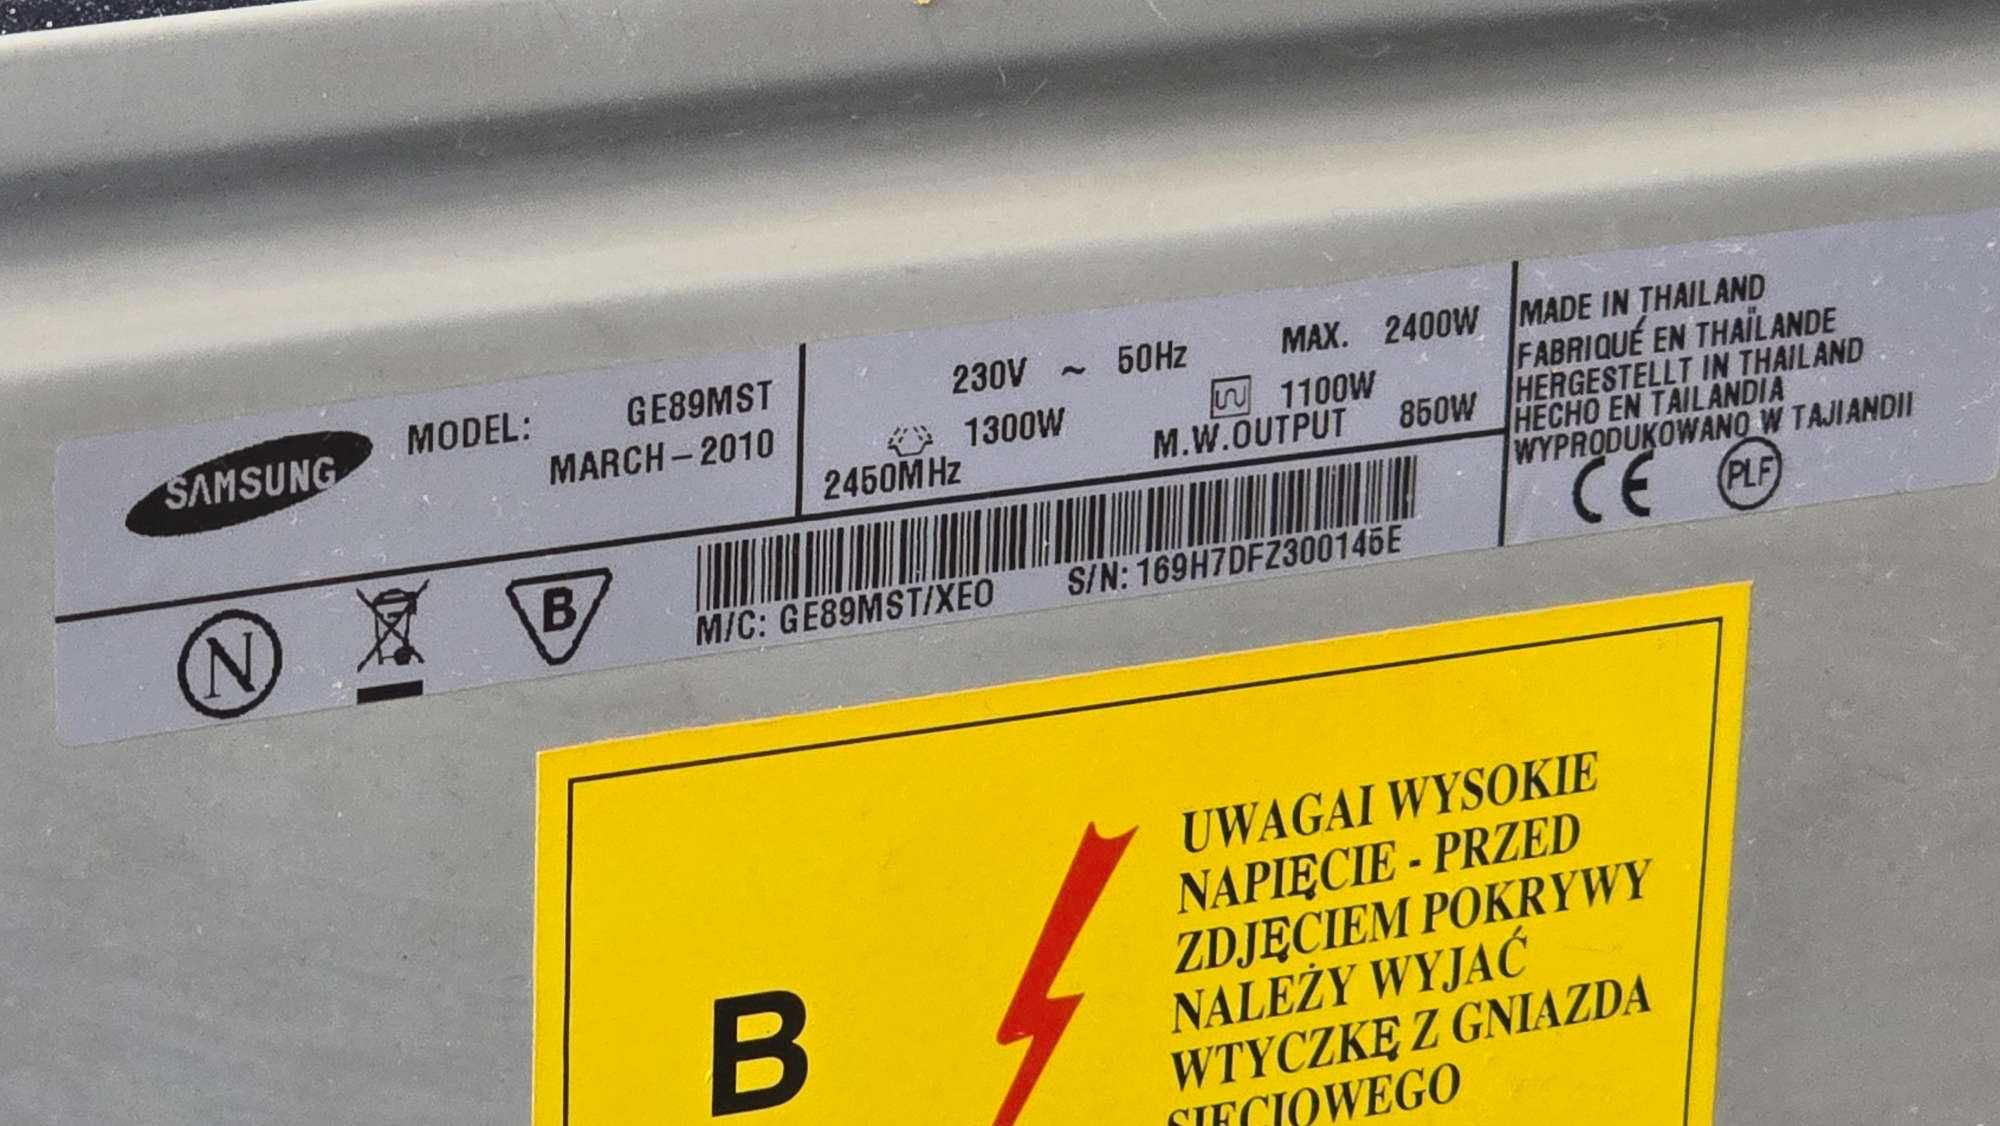 SAMSUNG
MODEL: GE89MST
MARCH-2010
230V ~ 50Hz
MAX. 2400W
1300W
1100W
2450MHz
M.W.OUTPUT 850W
MADE IN THAILAND
FABRIQUÉ EN THAÏLANDE
HERGESTELLT IN THAILAND
HECHO EN TAILANDIA
WYPRODUKOWANO W TAJIANDII
CE PLF
N
B
M/C: GE89MST/XEO S/N: 169H7DFZ300145E
B
UWAGAI WYSOKIE
NAPIĘCIE - PRZED
ZDJĘCIEM POKRYWY
NALEŻY WYJAĆ
WTYCZKĘ Z GNIAZDA
SIECIOWEGO